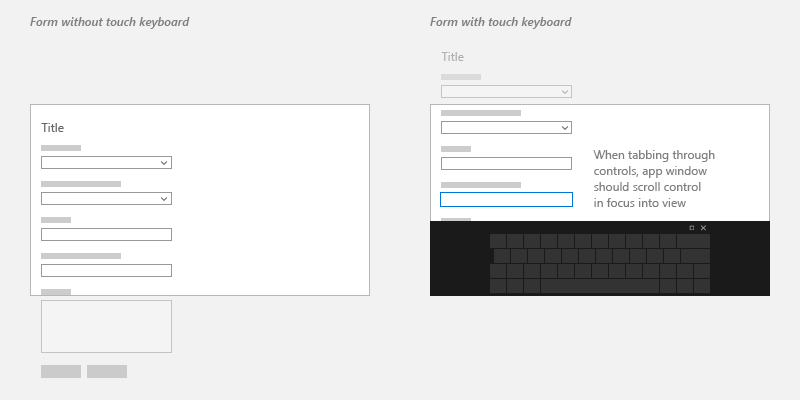 Form without touch keyboard
Form with touch keyboard
Title
Title
When tabbing through
controls, app window
should scroll control
in focus into view